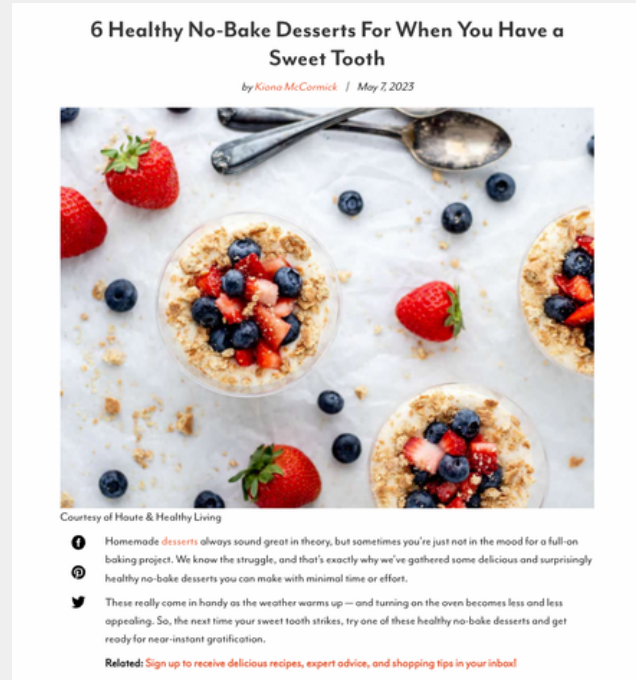 6 Healthy No-Bake Desserts For When You Have a
Sweet Tooth
by Kiana McCormick | May 7, 2023
Courtesy of Haute & Healthy Living
Homemade desserts always sound great in theory, but sometimes you're just not in the mood for a full-on
baking project. We know the struggle, and that's exactly why we've gathered some delicious and surprisingly
healthy no-bake desserts you can make with minimal time or effort.
These really come in handy as the weather warms up — and turning on the oven becomes less and less
appealing. So, the next time your sweet tooth strikes, try one of these healthy no-bake desserts and get
ready for near-instant gratification.
Related: Sign up to receive delicious recipes, expert advice, and shopping tips in your inbox!